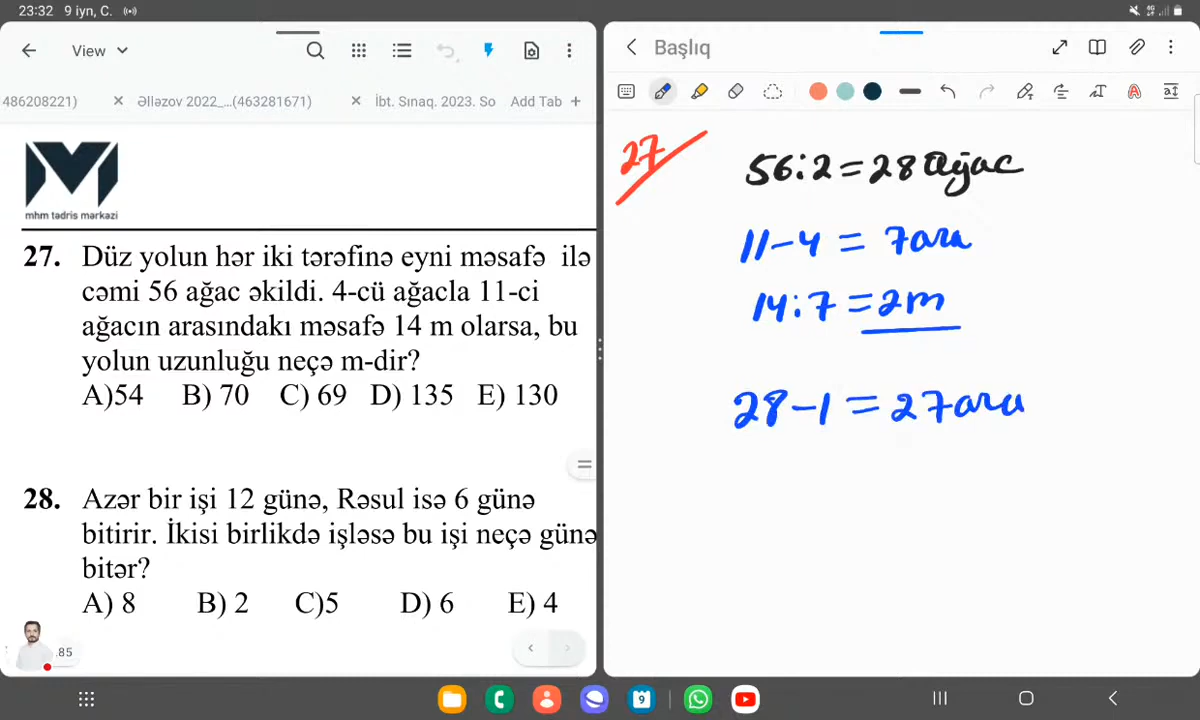 23:32 9 iyn, C.
View
486208221) × Əlləzov 2022_...(463281671) × İbt. Sınaq. 2023. So Add Tab +
mhm tədris mərkəzi
27. Düz yolun hər iki tərəfinə eyni məsafə ilə
cəmi 56 ağac əkildi. 4-cü ağacla 11-ci
ağacın arasındakı məsafə 14 m olarsa, bu
yolun uzunluğu neçə m-dir?
A)54 B) 70 C) 69 D) 135 E) 130
28. Azər bir işi 12 günə, Rəsul isə 6 günə
bitirir. İkisi birlikdə işləsə bu işi neçə günə
bitər?
A) 8 B) 2 C)5 D) 6 E) 4
.85
Başlıq
27
56:2=28 Ağac
11-4=7ara
14:7=2m
28-1=27ara
9